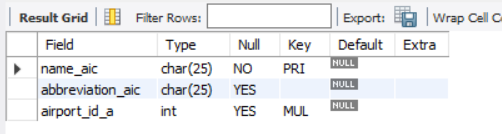 Result Grid Filter Rows: Export: Wrap Cell C
Field Type Null Key Default Extra
name_aic char(25) NO PRI NULL
abbreviation_aic char(25) YES NULL
airport_id_a int YES MUL NULL